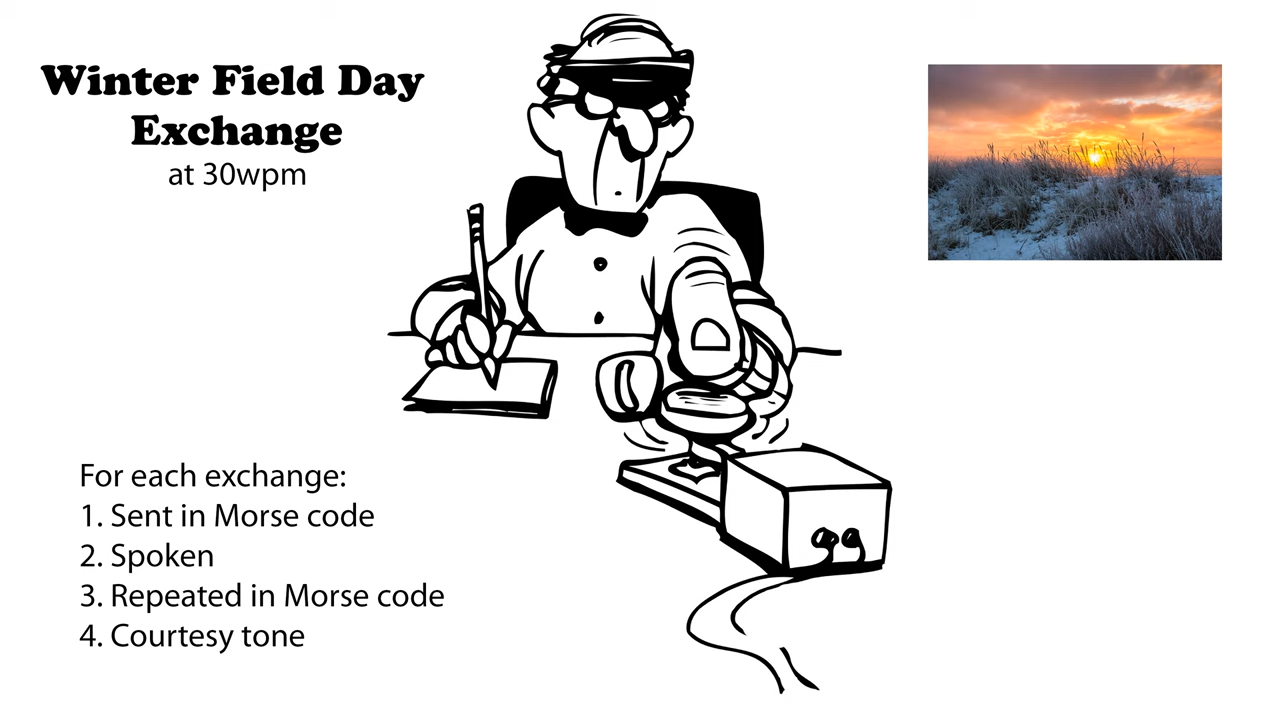 Winter Field Day
Exchange
at 30wpm
For each exchange:
1. Sent in Morse code
2. Spoken
3. Repeated in Morse code
4. Courtesy tone